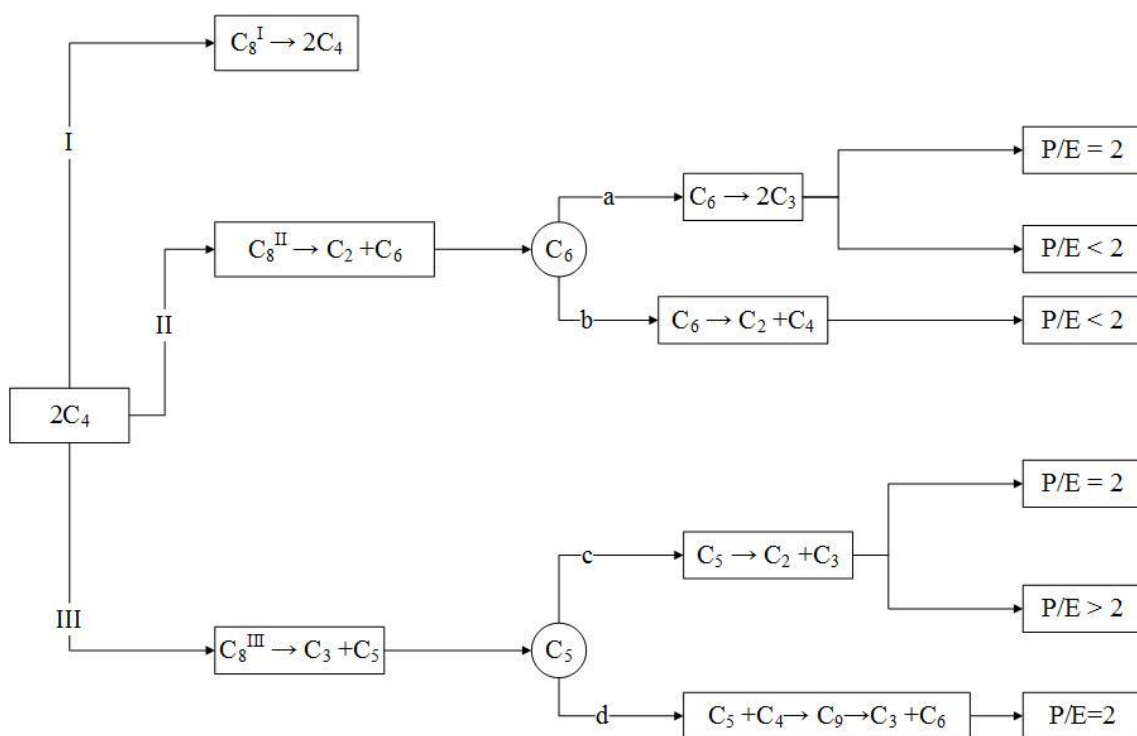 C₈ᴵ → 2C₄
I
P/E = 2
a
C₆ → 2C₃
C₈ᴵᴵ → C₂ +C₆
C₆
P/E < 2
II
b
C₆ → C₂ +C₄
P/E < 2
2C₄
P/E = 2
c
C₅ → C₂ +C₃
P/E > 2
III
C₈ᴵᴵᴵ → C₃ +C₅
C₅
d
C₅ +C₄→ C₉→C₃ +C₆
P/E=2